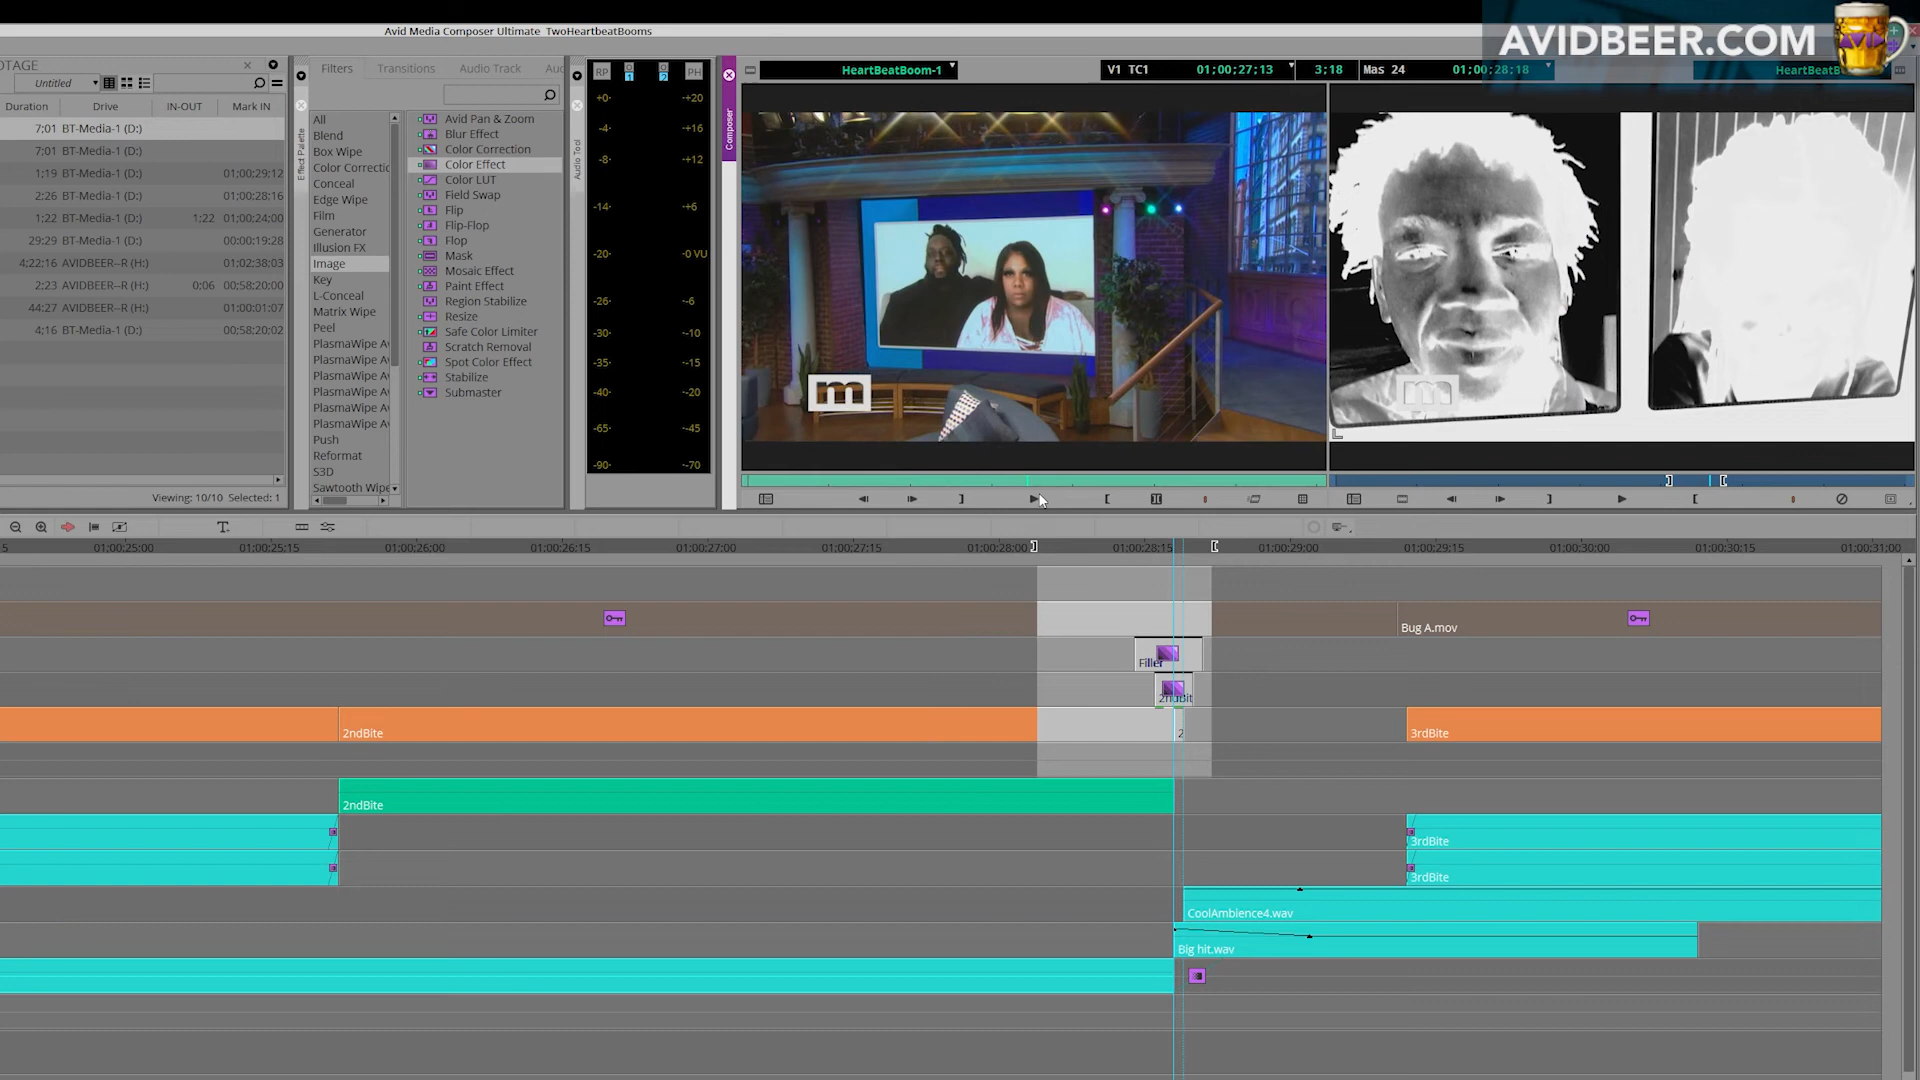 AVIDBEER.COM
Avid Media Composer Ultimate TwoHeartbeatBooms
OTAGE
Untitled
Duration Drive IN-OUT Mark IN
7;01 BT-Media-1 (D:)
7;01 BT-Media-1 (D:)
1;19 BT-Media-1 (D:) 01;00;29;12
2;26 BT-Media-1 (D:) 01;00;28;16
1;22 BT-Media-1 (D:) 1;22 01;00;24;00
29:29 BT-Media-1 (D:) 00:00:19:28
4;22;16 AVIDBEER--R (H:) 01;02;38;03
2;23 AVIDBEER--R (H:) 0;06 00;58;20;00
44:27 AVIDBEER--R (H:) 01:00:01:07
4;16 BT-Media-1 (D:) 00;58;20;02
Viewing: 10/10 Selected: 1
Effect Palette
Filters Transitions Audio Track Au
All
Blend
Box Wipe
Color Correctio
Conceal
Edge Wipe
Film
Generator
Illusion FX
Image
Key
L-Conceal
Matrix Wipe
Peel
PlasmaWipe Av
PlasmaWipe Av
PlasmaWipe Av
PlasmaWipe Av
PlasmaWipe Av
PlasmaWipe Av
Push
Reformat
S3D
Sawtooth Wipe
Avid Pan & Zoom
Blur Effect
Color Correction
Color Effect
Color LUT
Field Swap
Flip
Flip-Flop
Flop
Mask
Mosaic Effect
Paint Effect
Region Stabilize
Resize
Safe Color Limiter
Scratch Removal
Spot Color Effect
Stabilize
Submaster
Audio Tool
RP 1 2 PH
+0 +20
-4 +16
-8 +12
-14 +6
-20 -0 VU
-26 -6
-30 -10
-35 -15
-40 -20
-65 -45
-90 -70
Composer
HeartBeatBoom-1 V1 TC1 01;00;27;13 3;18 Mas 24 01;00;28;18 HeartBeatB
m
m
5 01;00;25;00 01;00;25;15 01;00;26;00 01;00;26;15 01;00;27;00 01;00;27;15 01;00;28;00 01;00;28;15 01;00;29;00 01;00;29;15 01;00;30;00 01;00;30;15 01;00;31;00
Bug A.mov
Filler
2ndBit
2ndBite 2 3rdBite
2ndBite
3rdBite
3rdBite
CoolAmbience4.wav
Big hit.wav